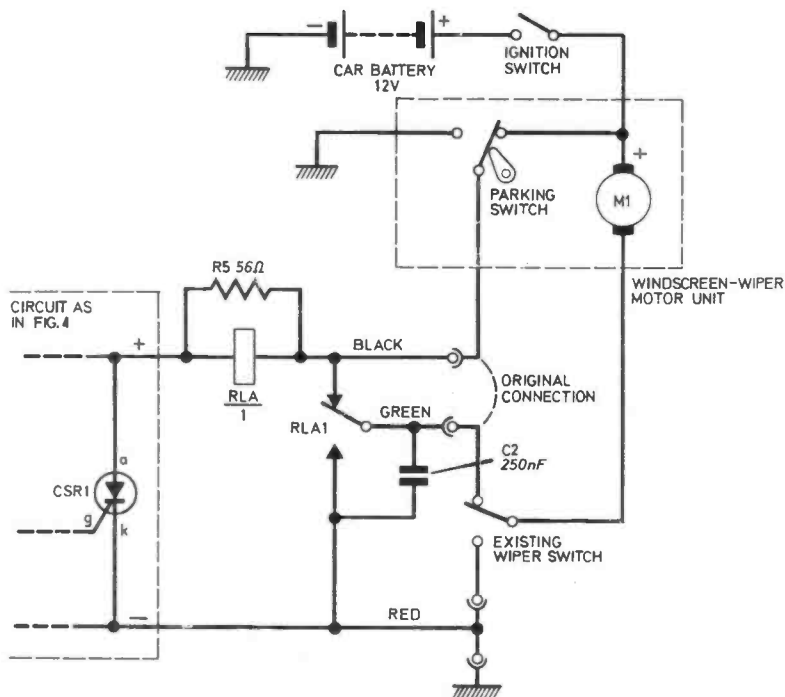 − +
CAR BATTERY
12V
IGNITION
SWITCH
+
PARKING
SWITCH
M1
WINDSCREEN-WIPER
MOTOR UNIT
R5 56Ω
CIRCUIT AS
IN FIG.4
+
RLA
1
BLACK
ORIGINAL
CONNECTION
RLA1
GREEN
C2
250nF
a
CSR1
g
k
EXISTING
WIPER SWITCH
−
RED